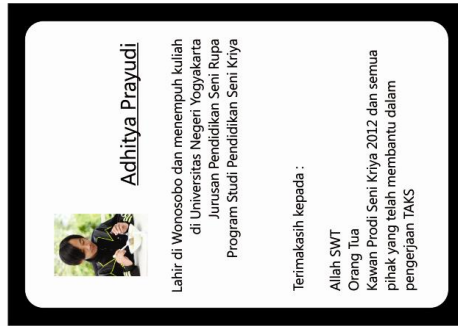 Adhitya Prayudi
Lahir di Wonosobo dan menempuh kuliah
di Universitas Negeri Yogyakarta
Jurusan Pendidikan Seni Rupa
Program Studi Pendidikan Seni Kriya
Terimakasih kepada :
Allah SWT
Orang Tua
Kawan Prodi Seni Kriya 2012 dan semua
pihak yang telah membantu dalam
pengerjaan TAKS